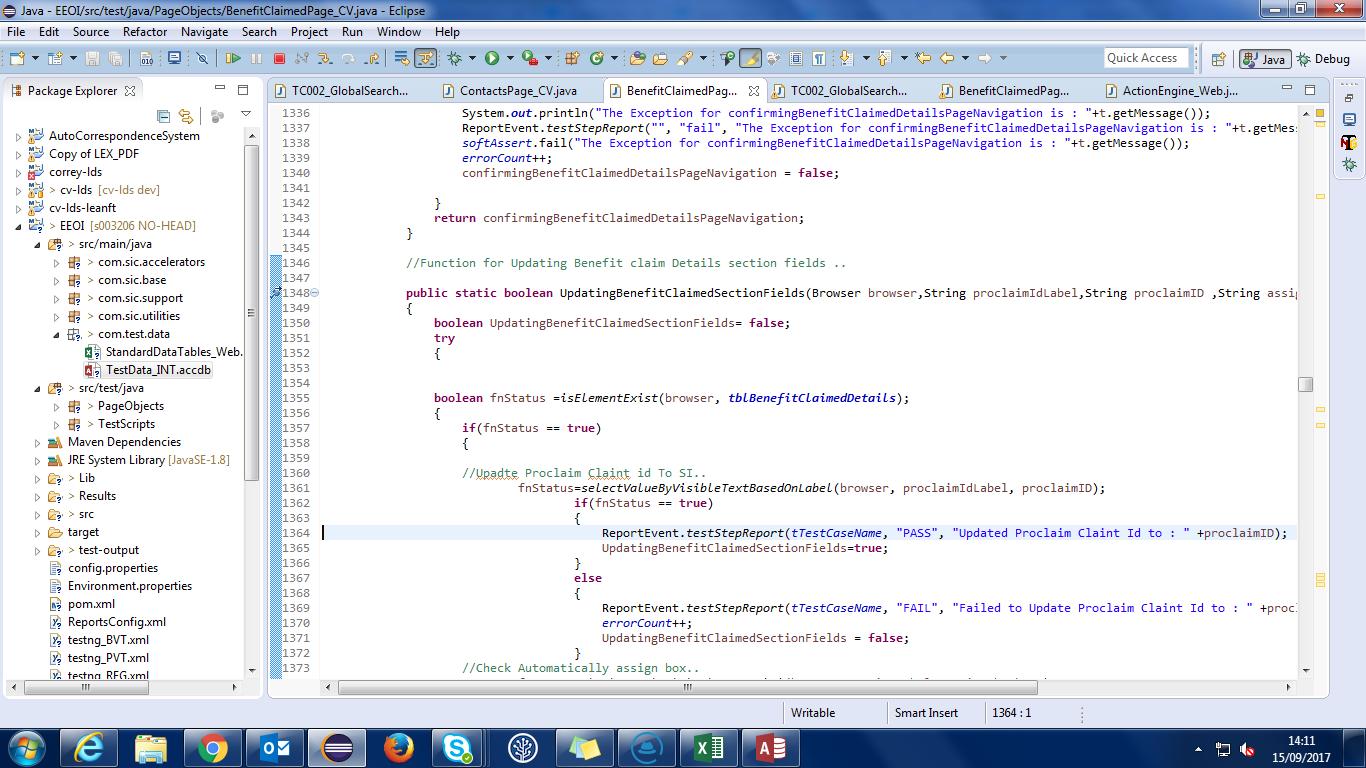 Java - EEOI/src/test/java/PageObjects/BenefitClaimedPage_CV.java - Eclipse
File Edit Source Refactor Navigate Search Project Run Window Help
Quick Access Java Debug
Package Explorer
TC002_GlobalSearch... ContactsPage_CV.java BenefitClaimedPag... TC002_GlobalSearch... BenefitClaimedPag... ActionEngine_Web.j...
AutoCorrespondenceSystem
Copy of LEX_PDF
correy-lds
> cv-lds [cv-lds dev]
cv-lds-leanft
> EEOI [s003206 NO-HEAD]
> src/main/java
> com.sic.accelerators
> com.sic.base
> com.sic.support
> com.sic.utilities
> com.test.data
StandardDataTables_Web.
TestData_INT.accdb
> src/test/java
> PageObjects
> TestScripts
Maven Dependencies
JRE System Library [JavaSE-1.8]
> Lib
> Results
> src
target
> test-output
config.properties
Environment.properties
pom.xml
ReportsConfig.xml
testng_BVT.xml
testng_PVT.xml
testng_REG.xml
1336 System.out.println("The Exception for confirmingBenefitClaimedDetailsPageNavigation is : "+t.getMessage());
1337 ReportEvent.testStepReport("", "fail", "The Exception for confirmingBenefitClaimedDetailsPageNavigation is : "+t.getMess
1338 softAssert.fail("The Exception for confirmingBenefitClaimedDetailsPageNavigation is : "+t.getMessage());
1339 errorCount++;
1340 confirmingBenefitClaimedDetailsPageNavigation = false;
1341
1342 }
1343 return confirmingBenefitClaimedDetailsPageNavigation;
1344 }
1345
1346 //Function for Updating Benefit claim Details section fields ..
1347
1348 public static boolean UpdatingBenefitClaimedSectionFields(Browser browser,String proclaimIdLabel,String proclaimID ,String assig
1349 {
1350 boolean UpdatingBenefitClaimedSectionFields= false;
1351 try
1352 {
1353
1354
1355 boolean fnStatus =isElementExist(browser, tblBenefitClaimedDetails);
1356 {
1357 if(fnStatus == true)
1358 {
1359
1360 //Upadte Proclaim Claint id To SI..
1361 fnStatus=selectValueByVisibleTextBasedOnLabel(browser, proclaimIdLabel, proclaimID);
1362 if(fnStatus == true)
1363 {
1364 ReportEvent.testStepReport(tTestCaseName, "PASS", "Updated Proclaim Claint Id to : " +proclaimID);
1365 UpdatingBenefitClaimedSectionFields=true;
1366 }
1367 else
1368 {
1369 ReportEvent.testStepReport(tTestCaseName, "FAIL", "Failed to Update Proclaim Claint Id to : " +procl
1370 errorCount++;
1371 UpdatingBenefitClaimedSectionFields = false;
1372 }
1373 //Check Automatically assign box..
Writable Smart Insert 1364 : 1
14:11
15/09/2017